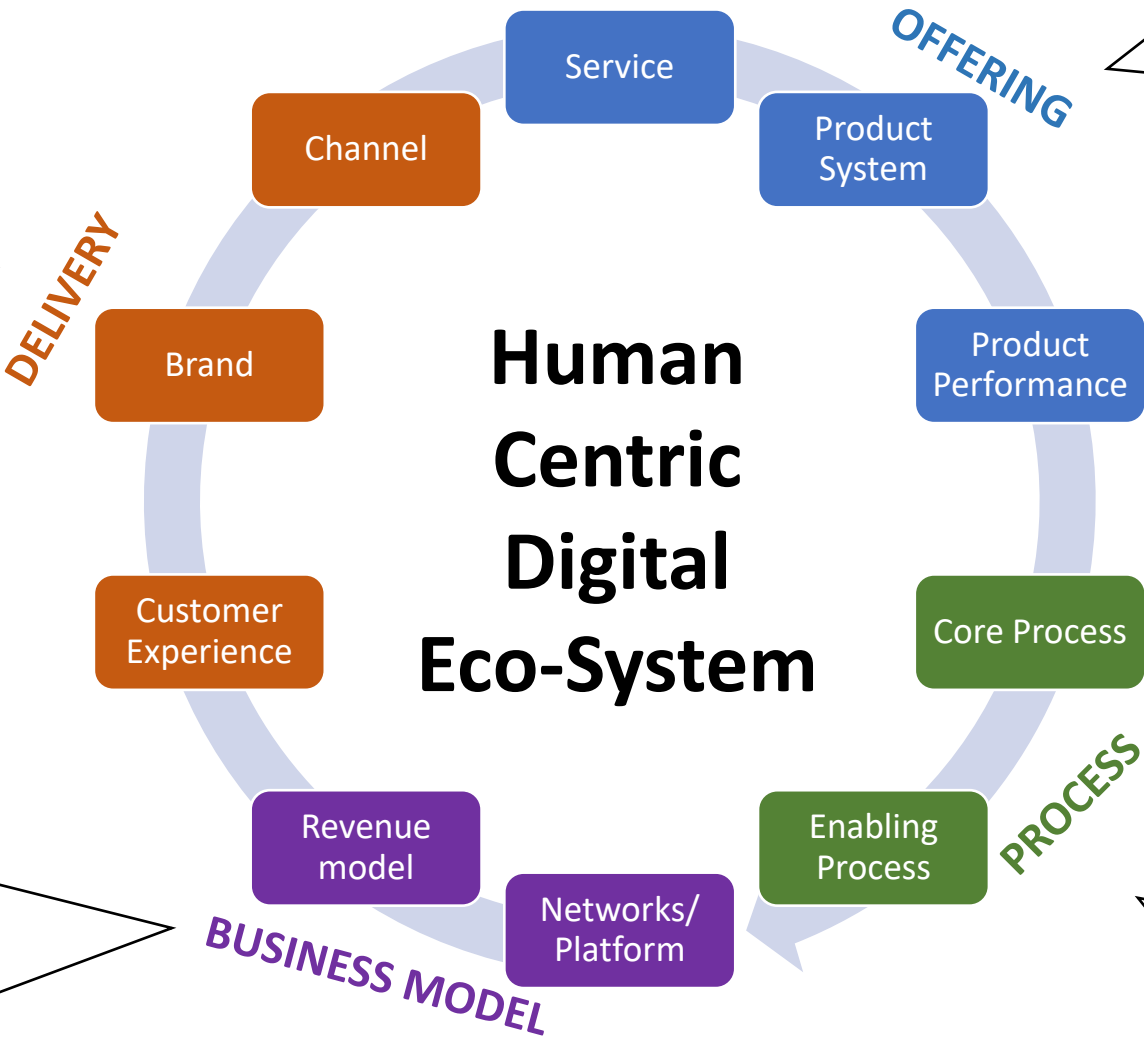 OFFERING
Service
Product
System
Channel
DELIVERY
Brand
Product
Performance
Human
Centric
Digital
Eco-System
Customer
Experience
Core Process
PROCESS
Revenue
model
Enabling
Process
Networks/
Platform
BUSINESS MODEL